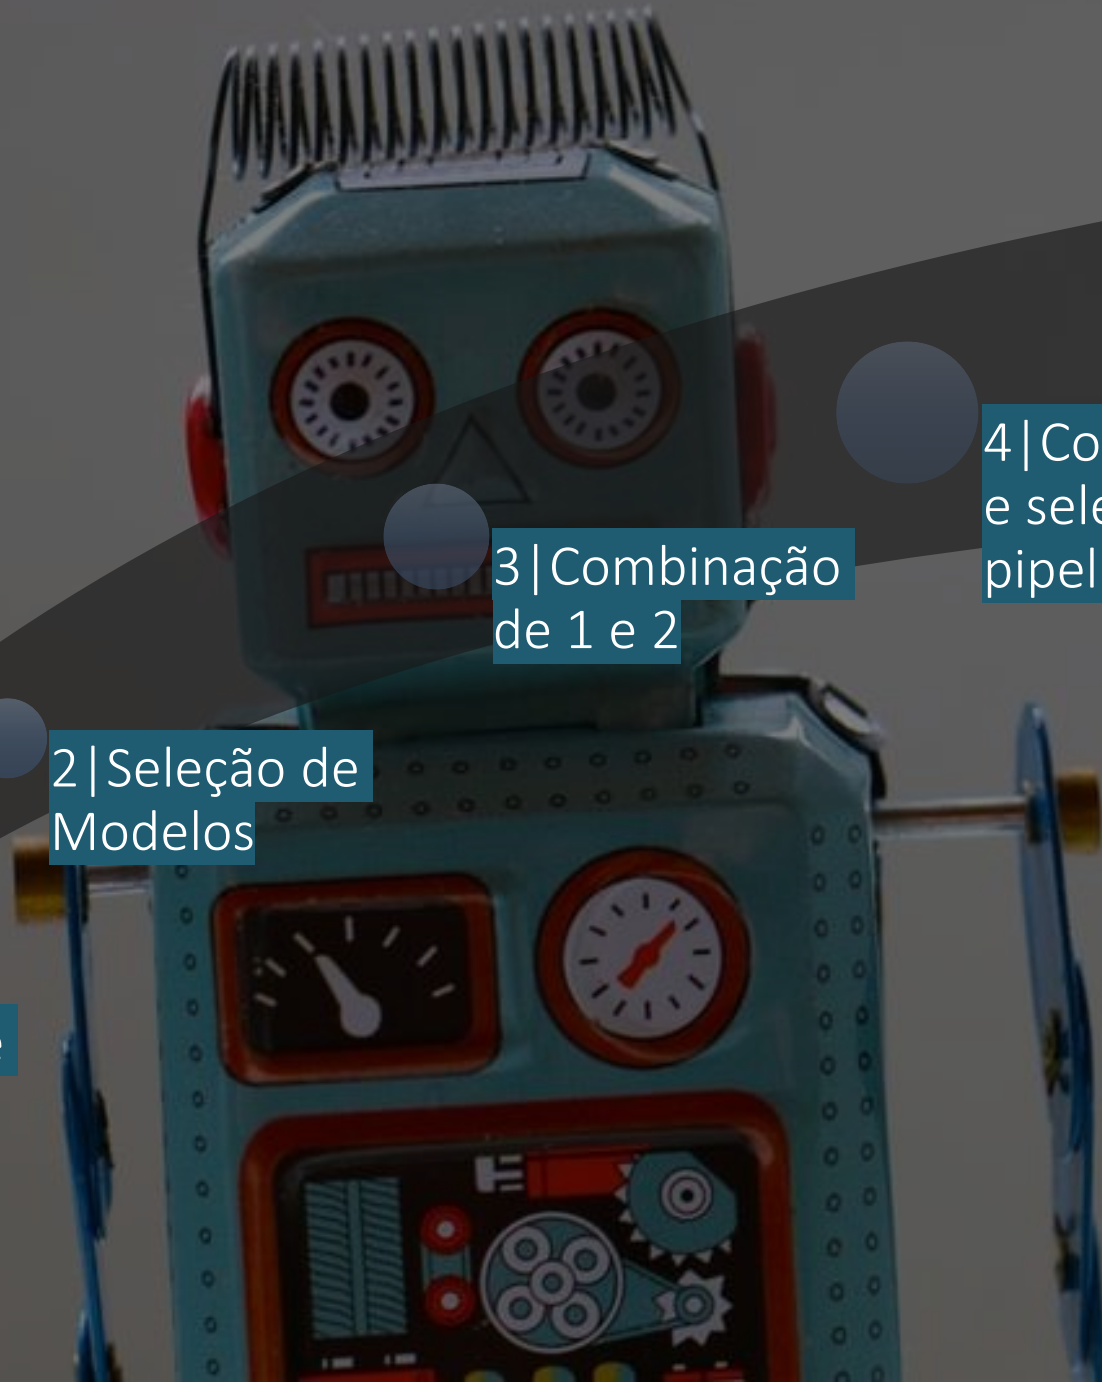 4|Co
e sele
pipel
3|Combinação
de 1 e 2
2|Seleção de
Modelos
e